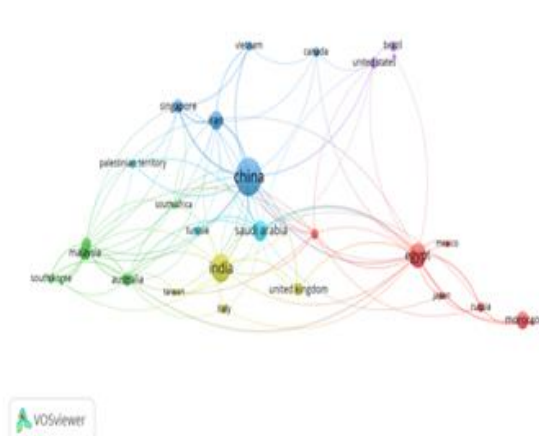 vietnam
canada
brazil
united states
singapore
iran
palestinian territory
china
south africa
tunisia
saudi arabia
malaysia
egypt
mexico
south korea
australia
india
taiwan
united kingdom
italy
japan
russia
morocco
VOSviewer